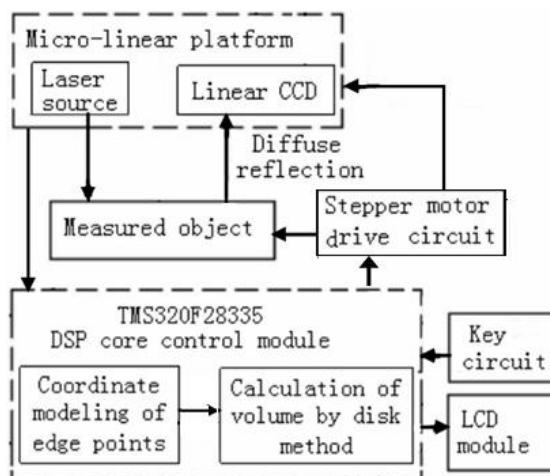 Micro-linear platform
Laser
source
Linear CCD
Diffuse
reflection
Measured object
Stepper motor
drive circuit
TMS320F28335
DSP core control module
Coordinate
modeling of
edge points
Calculation of
volume by disk
method
Key
circuit
LCD
module